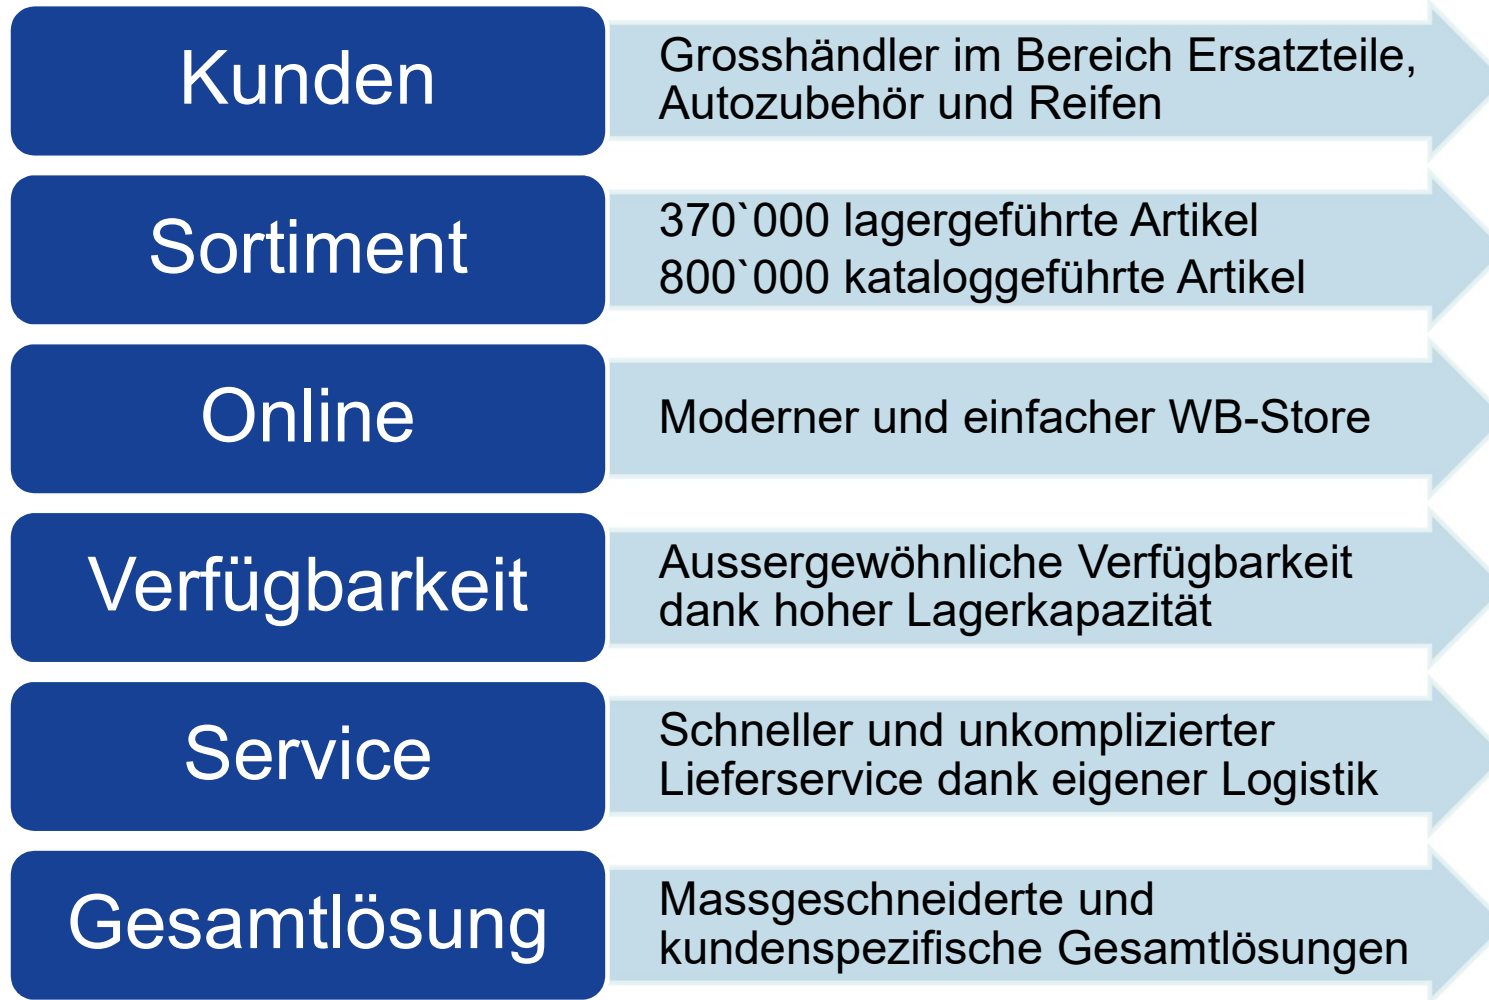 Kunden
Grosshändler im Bereich Ersatzteile,
Autozubehör und Reifen
Sortiment
370`000 lagergeführte Artikel
800`000 kataloggeführte Artikel
Online
Moderner und einfacher WB-Store
Verfügbarkeit
Aussergewöhnliche Verfügbarkeit
dank hoher Lagerkapazität
Service
Schneller und unkomplizierter
Lieferservice dank eigener Logistik
Gesamtlösung
Massgeschneiderte und
kundenspezifische Gesamtlösungen